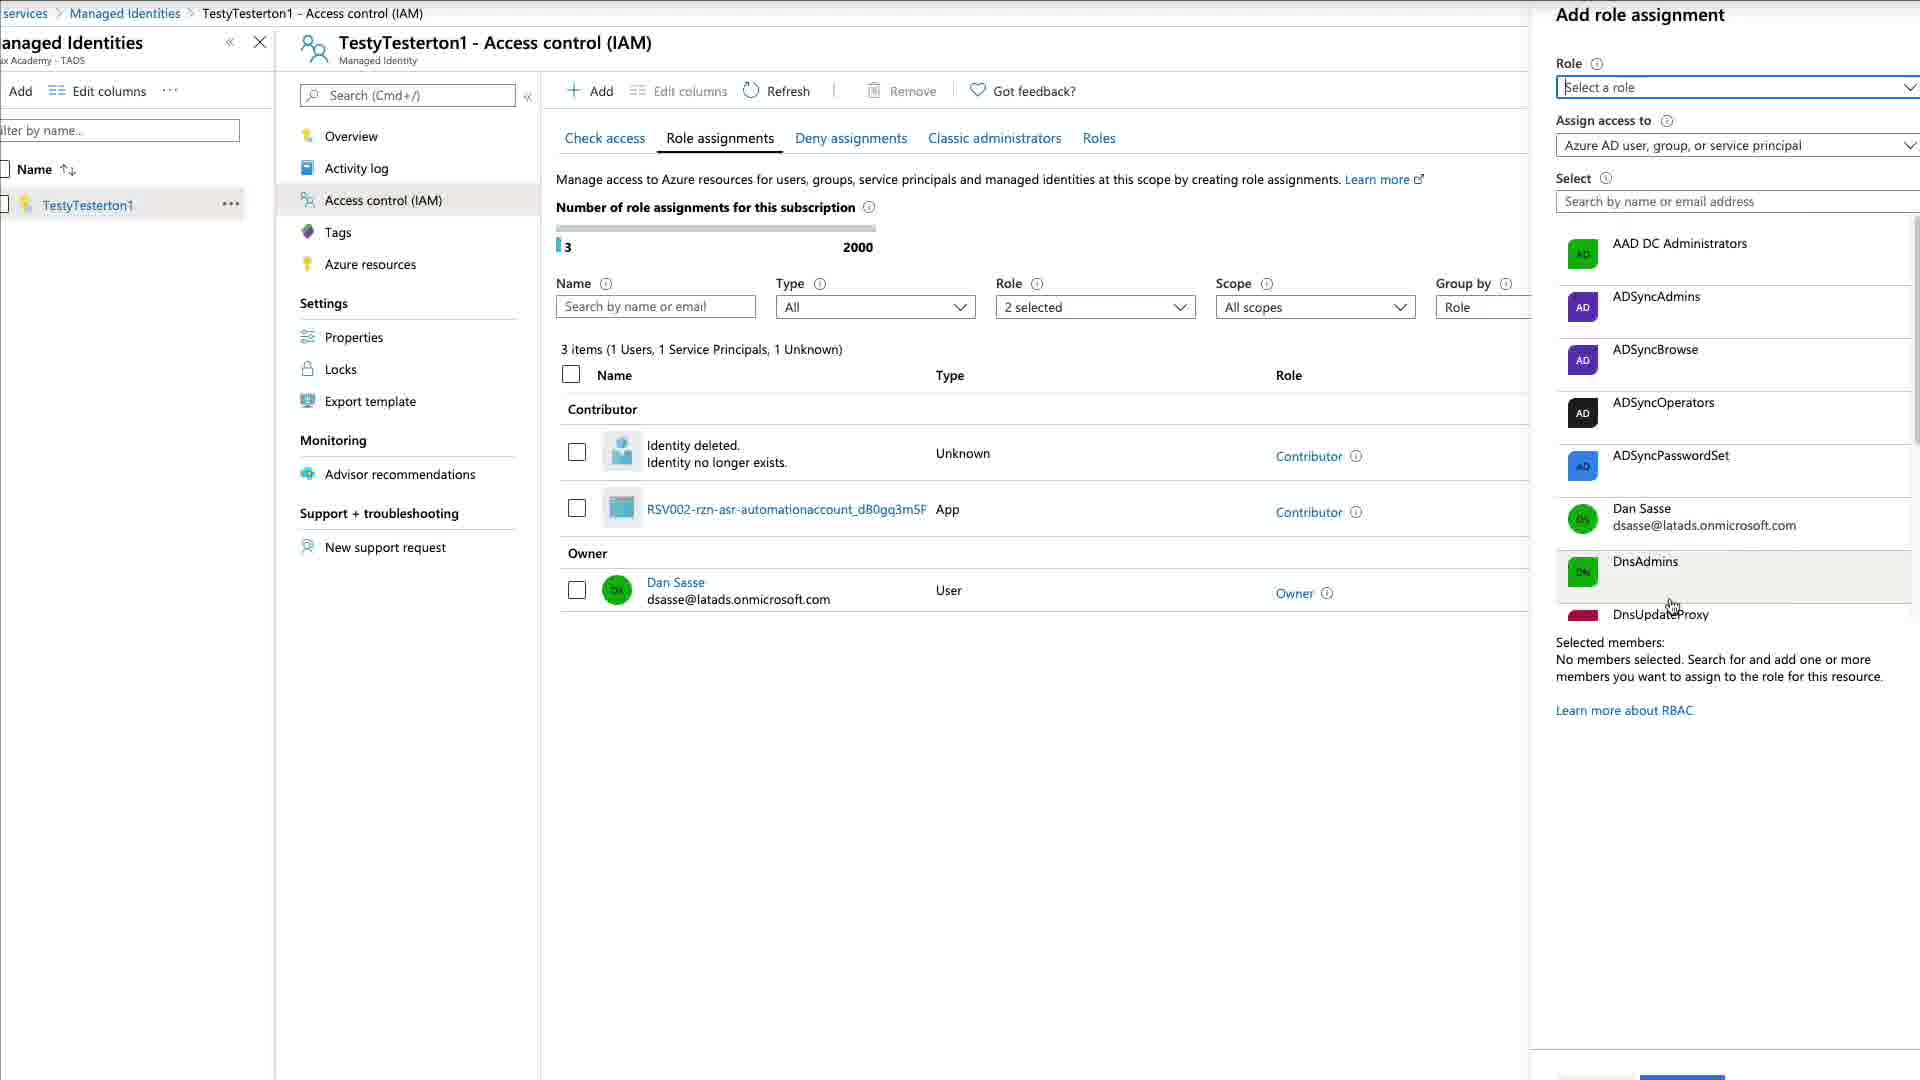 services > Managed Identities > TestyTesterton1 - Access control (IAM)
anaged Identities
ux Academy - TADS
Add
Edit columns
ilter by name...
Name
TestyTesterton1
TestyTesterton1 - Access control (IAM)
Managed Identity
Search (Cmd+/)
Overview
Activity log
Access control (IAM)
Tags
Azure resources
Settings
Properties
Locks
Export template
Monitoring
Advisor recommendations
Support + troubleshooting
New support request
Add
Edit columns
Refresh
Remove
Got feedback?
Check access
Role assignments
Deny assignments
Classic administrators
Roles
Manage access to Azure resources for users, groups, service principals and managed identities at this scope by creating role assignments. Learn more
Number of role assignments for this subscription
3
2000
Name
Type
Role
Scope
Group by
Search by name or email
All
2 selected
All scopes
Role
3 items (1 Users, 1 Service Principals, 1 Unknown)
Name
Type
Role
Contributor
Identity deleted.
Identity no longer exists.
Unknown
Contributor
App
Contributor
Owner
DS
Dan Sasse
dsasse@latads.onmicrosoft.com
User
Owner
Add role assignment
Role
Select a role
Assign access to
Azure AD user, group, or service principal
Select
Search by name or email address
AD
AAD DC Administrators
AD
ADSyncAdmins
AD
ADSyncBrowse
AD
ADSyncOperators
AD
ADSyncPasswordSet
DS
Dan Sasse
dsasse@latads.onmicrosoft.com
DN
DnsAdmins
DnsUpdateProxy
Selected members:
No members selected. Search for and add one or more
members you want to assign to the role for this resource.
Learn more about RBAC